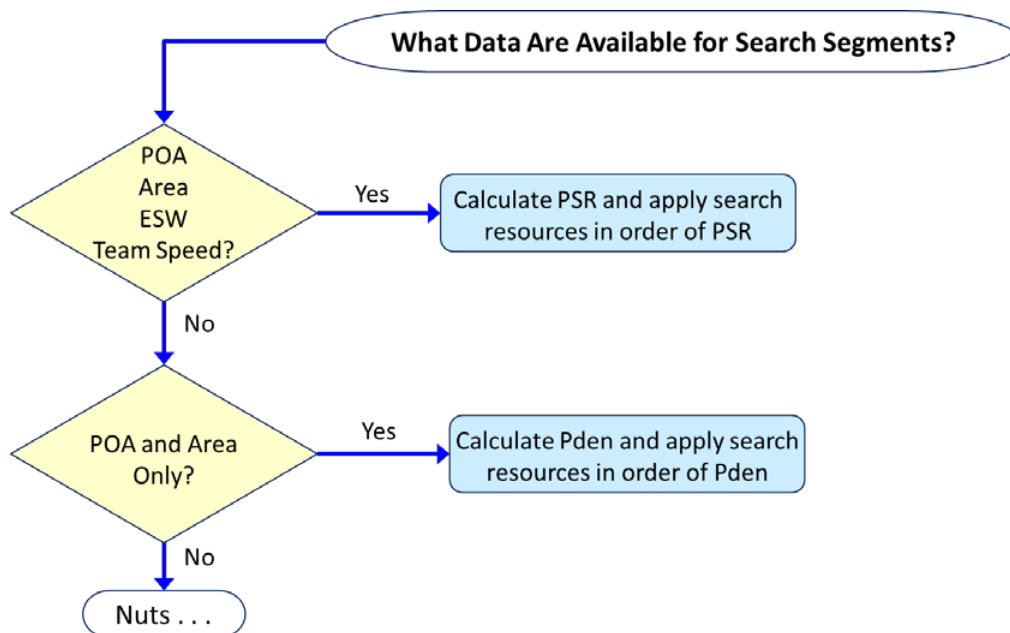 What Data Are Available for Search Segments?
POA
Area
ESW
Team Speed?
Yes
Calculate PSR and apply search
resources in order of PSR
No
POA and Area
Only?
Yes
Calculate Pden and apply search
resources in order of Pden
No
Nuts . . .